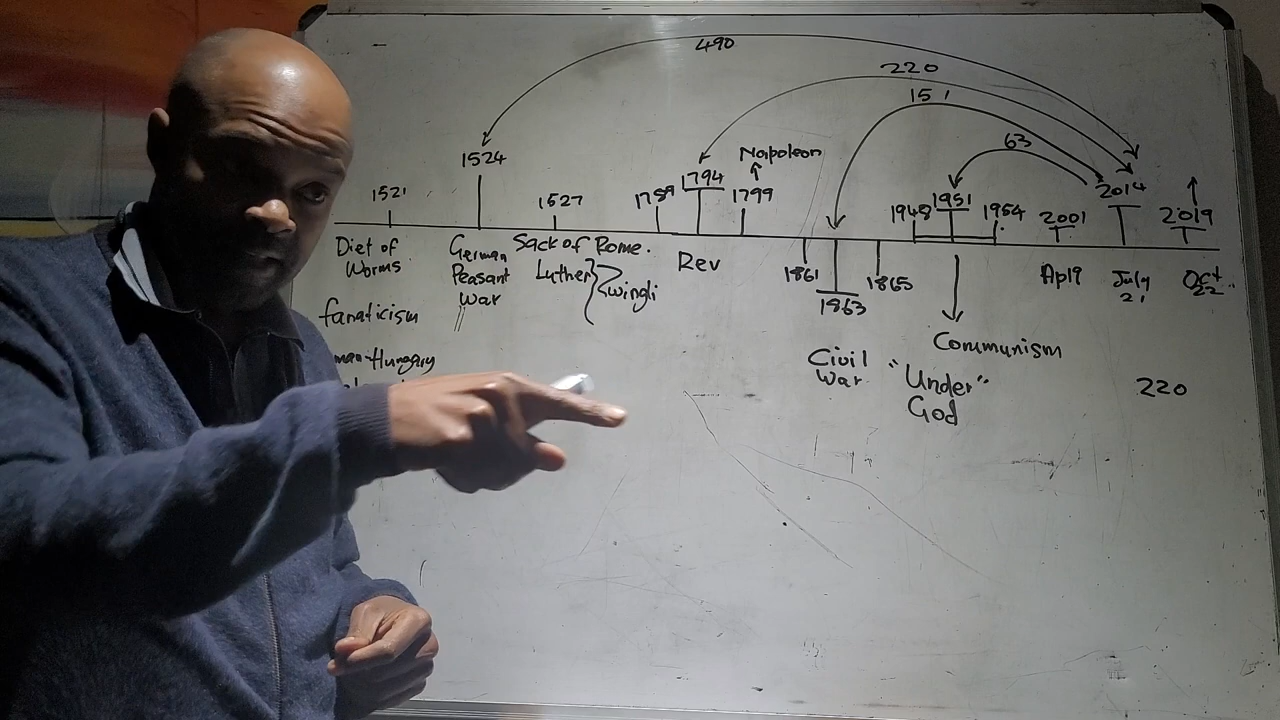 490
220
151
63
Napoleon
1524
1794
1521
1527
1789
1799
1948
1951
1954
2001
2014
2019
Diet of
Worms
German
Peasant
War
Sack of Rome.
Luther
Zwingli
Rev
1861
1863
1865
Ap19
July
21
Oct
22
fanaticism
Hungary
Civil
War
Communism
"Under"
God
220